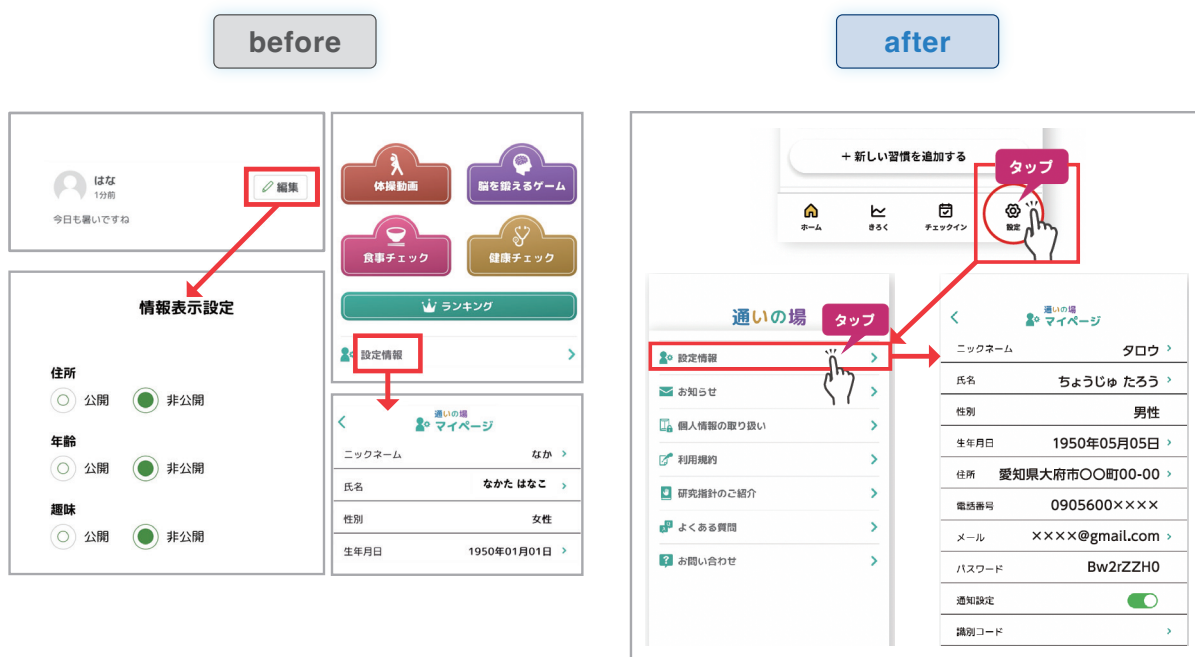 before
after
はな
1分前
編集
今日も暑いですね
情報表示設定
住所
公開 非公開
年齢
公開 非公開
趣味
公開 非公開
体操動画
脳を鍛えるゲーム
食事チェック
健康チェック
ランキング
設定情報
通いの場
マイページ
ニックネーム なか
氏名 なかた はなこ
性別 女性
生年月日 1950年01月01日
+ 新しい習慣を追加する
タップ
ホーム きろく チェックイン 設定
通いの場
タップ
設定情報
お知らせ
個人情報の取り扱い
利用規約
研究指針のご紹介
よくある質問
お問い合わせ
通いの場
マイページ
ニックネーム タロウ
氏名 ちょうじゅ たろう
性別 男性
生年月日 1950年05月05日
住所 愛知県大府市〇〇町00-00
電話番号 0905600××××
メール ××××@gmail.com
パスワード Bw2rZZH0
通知設定
識別コード